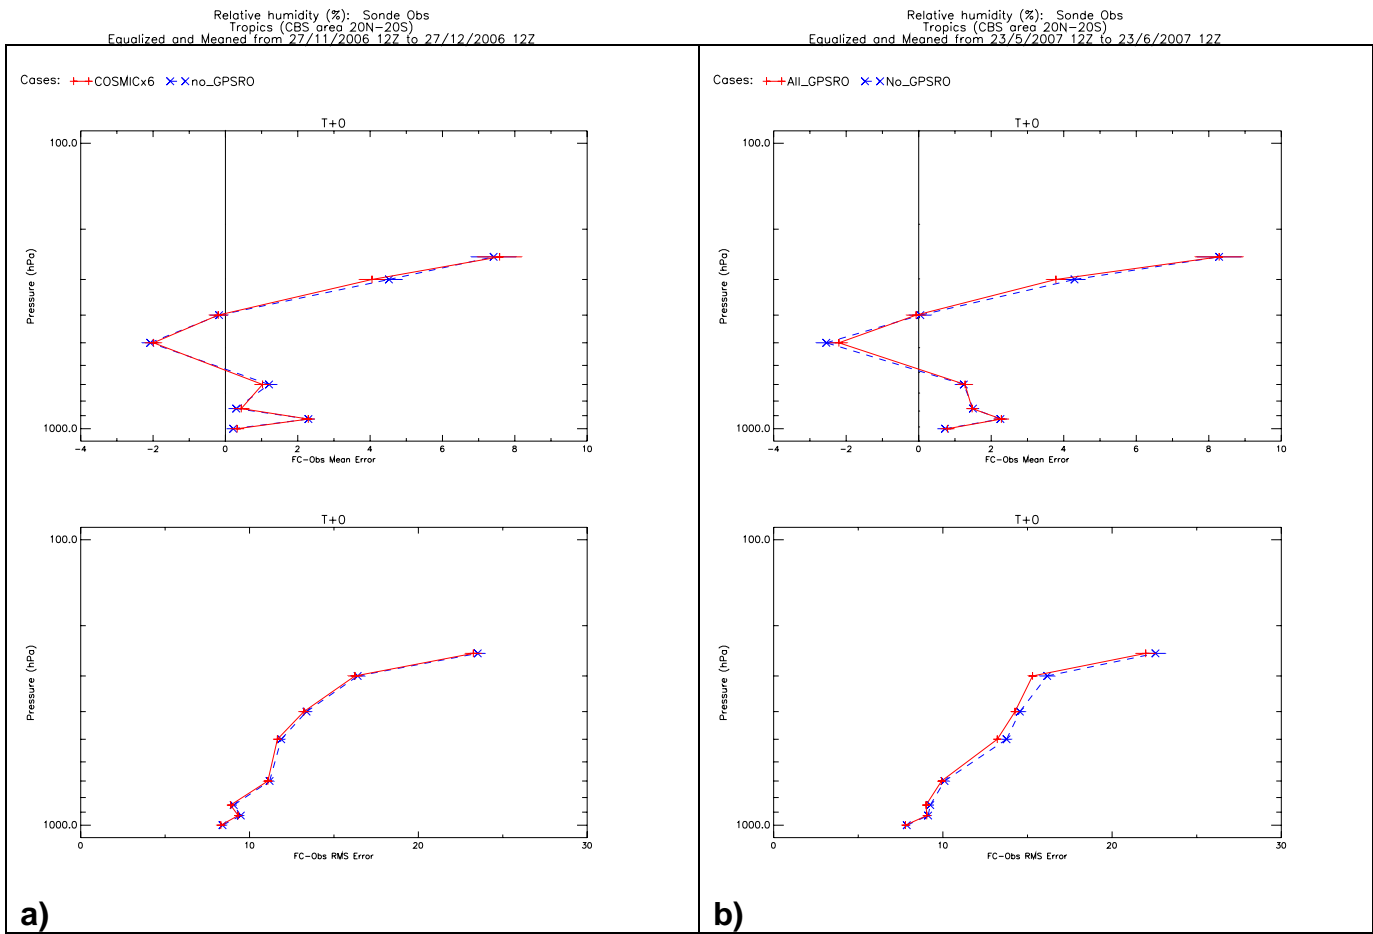 Relative humidity (%): Sonde Obs
Tropics (CBS area 20N-20S)
Equalized and Meaned from 27/11/2006 12Z to 27/12/2006 12Z
Cases: COSMICx6 no_GPSRO
T+0
100.0
1000.0
Pressure (hPa)
-4 -2 0 2 4 6 8 10
FC-Obs Mean Error
T+0
100.0
1000.0
Pressure (hPa)
0 10 20 30
FC-Obs RMS Error
a)
Relative humidity (%): Sonde Obs
Tropics (CBS area 20N-20S)
Equalized and Meaned from 23/5/2007 12Z to 23/6/2007 12Z
Cases: All_GPSRO No_GPSRO
T+0
100.0
1000.0
Pressure (hPa)
-4 -2 0 2 4 6 8 10
FC-Obs Mean Error
T+0
100.0
1000.0
Pressure (hPa)
0 10 20 30
FC-Obs RMS Error
b)